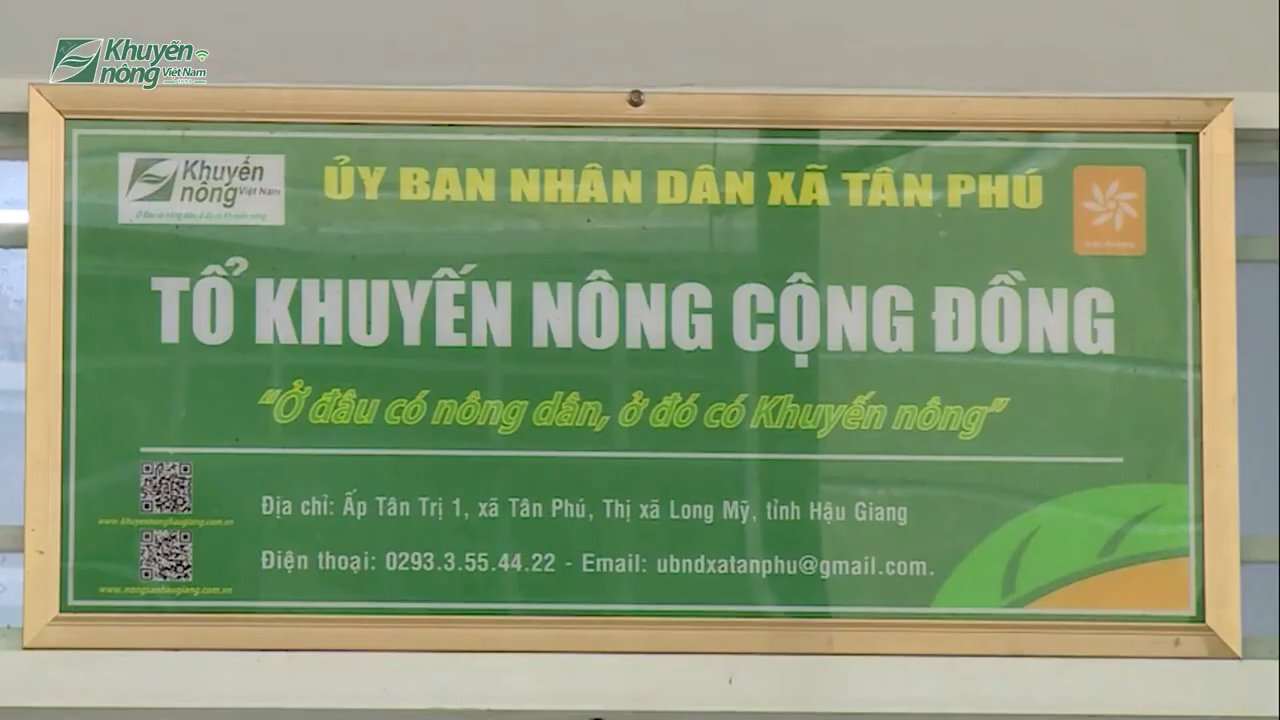 Khuyến
nông Việt Nam
Khuyến
nông Việt Nam
Ở đâu có nông dân, ở đó có Khuyến nông
ỦY BAN NHÂN DÂN XÃ TÂN PHÚ
TỔ KHUYẾN NÔNG CỘNG ĐỒNG
“Ở đâu có nông dân, ở đó có Khuyến nông”
www.khuyennonghaugiang.com.vn
Địa chỉ: Ấp Tân Trị 1, xã Tân Phú, Thị xã Long Mỹ, tỉnh Hậu Giang
Điện thoại: 0293.3.55.44.22 - Email: ubndxatanphu@gmail.com.
www.nongsanhaugiang.com.vn